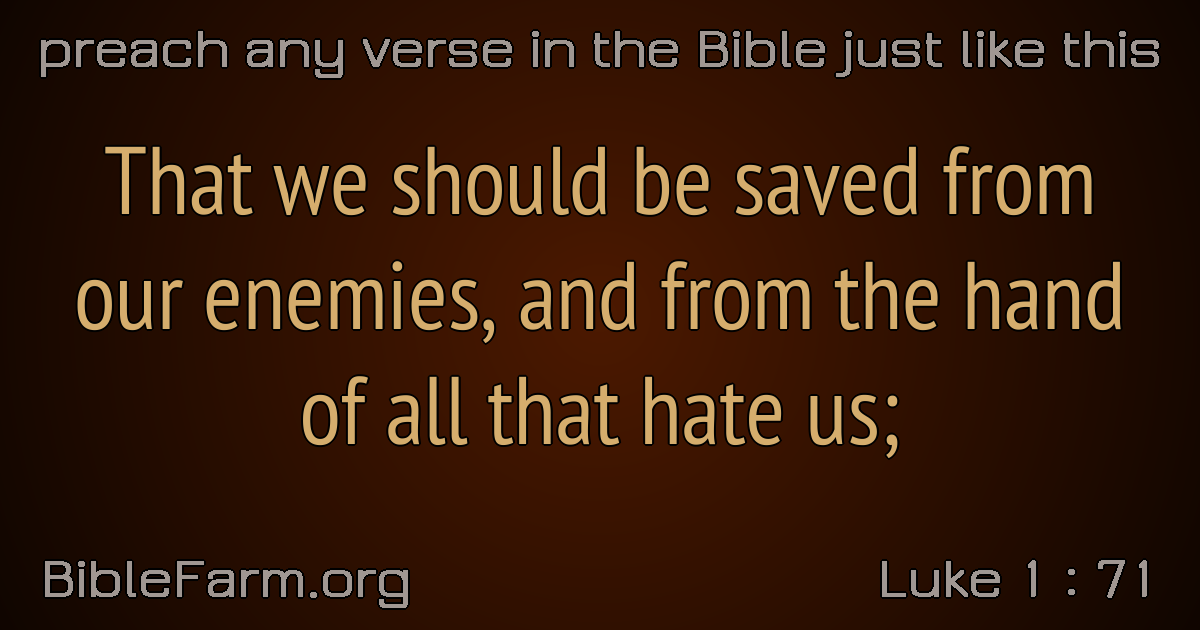 preach any verse in the Bible just like this
That we should be saved from
our enemies, and from the hand
of all that hate us;
BibleFarm.org
Luke 1 : 71